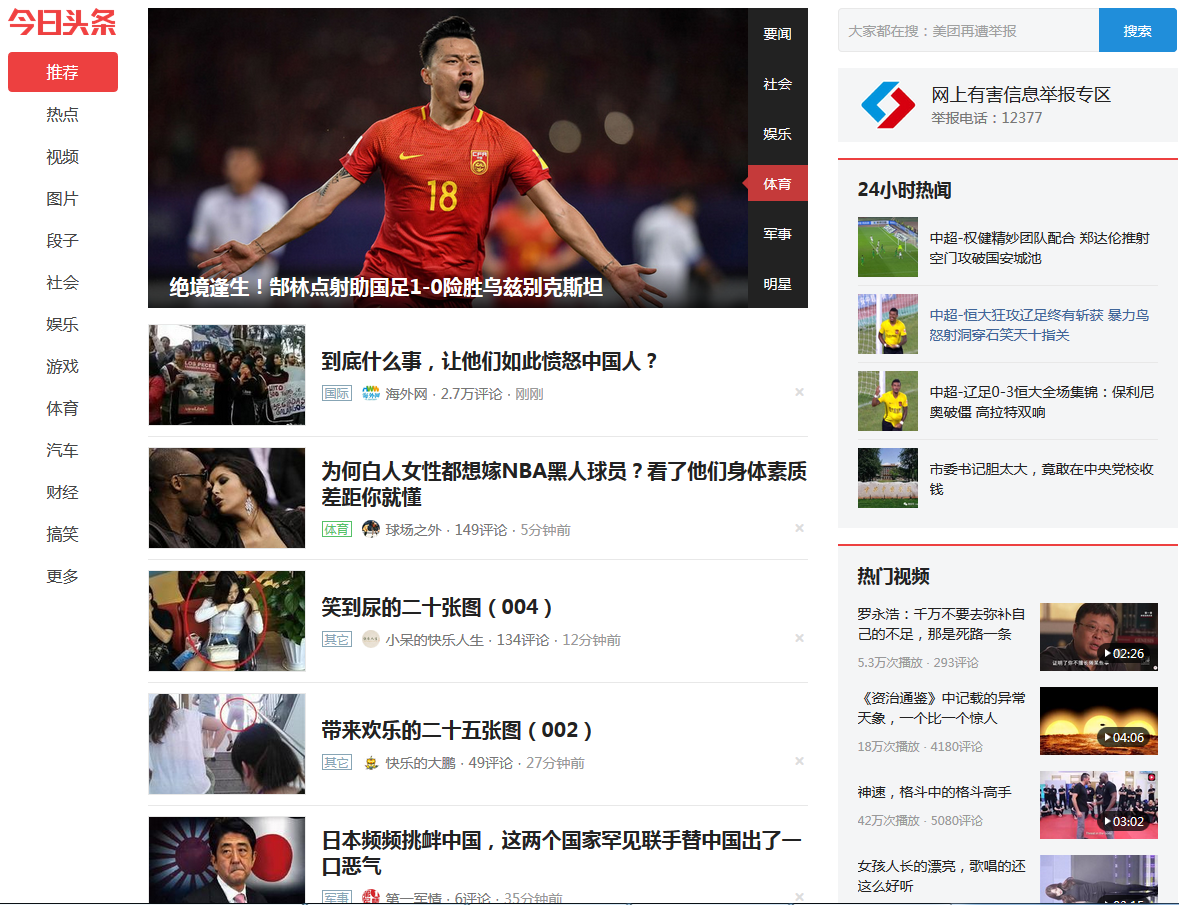 今日头条
推荐
热点
视频
图片
段子
社会
娱乐
游戏
体育
汽车
财经
搞笑
更多
18
绝境逢生！郜林点射助国足1-0险胜乌兹别克斯坦
要闻
社会
娱乐
体育
军事
明星
到底什么事，让他们如此愤怒中国人？
国际 海外网 · 2.7万评论 · 刚刚
为何白人女性都想嫁NBA黑人球员？看了他们身体素质
差距你就懂
体育 球场之外 · 149评论 · 5分钟前
笑到尿的二十张图（004）
其它 小呆的快乐人生 · 134评论 · 12分钟前
带来欢乐的二十五张图（002）
其它 快乐的大鹏 · 49评论 · 27分钟前
日本频频挑衅中国，这两个国家罕见联手替中国出了一
口恶气
军事 第一军情 · 6评论 · 35分钟前
大家都在搜：美团再遭举报
搜索
网上有害信息举报专区
举报电话：12377
24小时热闻
中超-权健精妙团队配合 郑达伦推射
空门攻破国安城池
中超-恒大狂攻辽足终有斩获 暴力鸟
怒射洞穿石笑天十指关
中超-辽足0-3恒大全场集锦：保利尼
奥破僵 高拉特双响
市委书记胆太大，竟敢在中央党校收
钱
热门视频
罗永浩：千万不要去弥补自
己的不足，那是死路一条
5.3万次播放 · 293评论
02:26
《资治通鉴》中记载的异常
天象，一个比一个惊人
18万次播放 · 4180评论
04:06
神速，格斗中的格斗高手
42万次播放 · 5080评论
03:02
女孩人长的漂亮，歌唱的还
这么好听